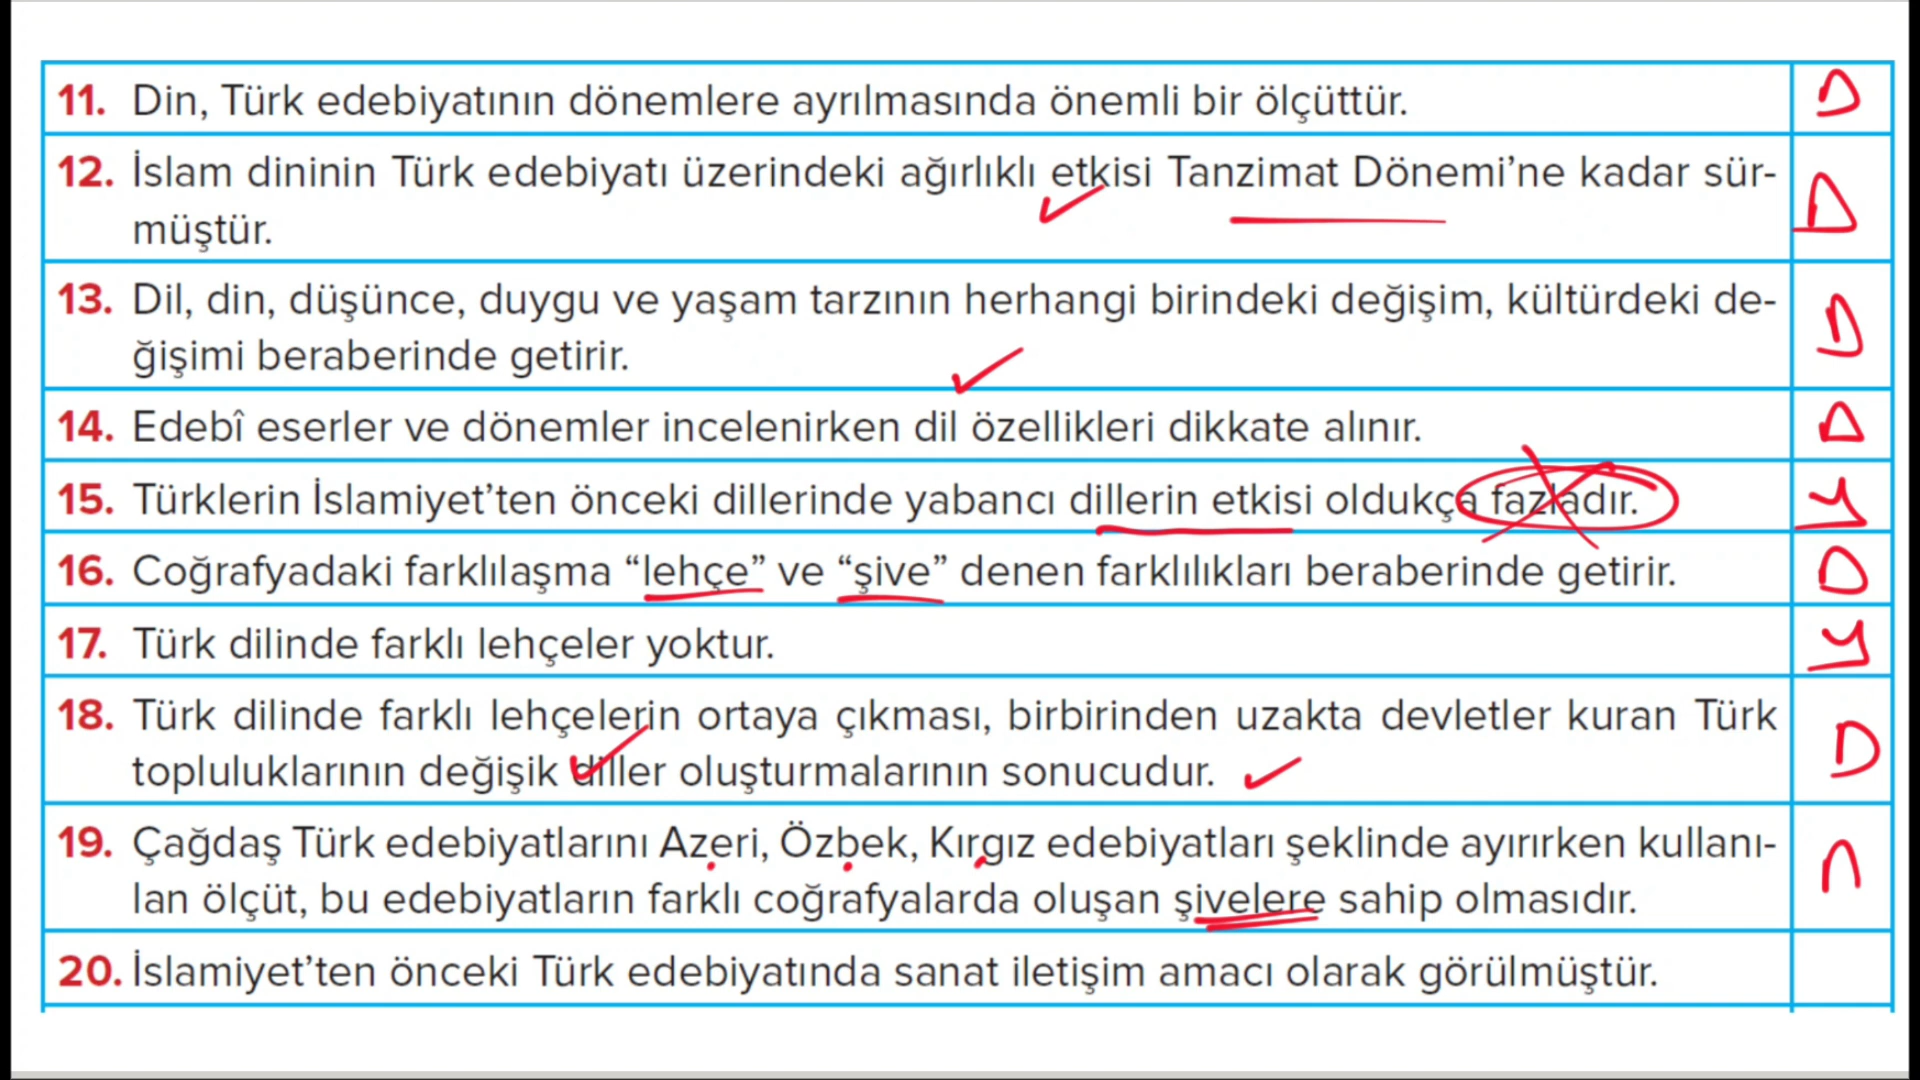 11. Din, Türk edebiyatının dönemlere ayrılmasında önemli bir ölçüttür. D
12. İslam dininin Türk edebiyatı üzerindeki ağırlıklı etkisi Tanzimat Dönemi’ne kadar sür-
müştür. D
13. Dil, din, düşünce, duygu ve yaşam tarzının herhangi birindeki değişim, kültürdeki de-
ğişimi beraberinde getirir. D
14. Edebî eserler ve dönemler incelenirken dil özellikleri dikkate alınır. D
15. Türklerin İslamiyet’ten önceki dillerinde yabancı dillerin etkisi oldukça fazladır. Y
16. Coğrafyadaki farklılaşma “lehçe” ve “şive” denen farklılıkları beraberinde getirir. D
17. Türk dilinde farklı lehçeler yoktur. Y
18. Türk dilinde farklı lehçelerin ortaya çıkması, birbirinden uzakta devletler kuran Türk
topluluklarının değişik diller oluşturmalarının sonucudur. D
19. Çağdaş Türk edebiyatlarını Azeri, Özbek, Kırgız edebiyatları şeklinde ayırırken kullanı-
lan ölçüt, bu edebiyatların farklı coğrafyalarda oluşan şivelere sahip olmasıdır.
20. İslamiyet’ten önceki Türk edebiyatında sanat iletişim amacı olarak görülmüştür.